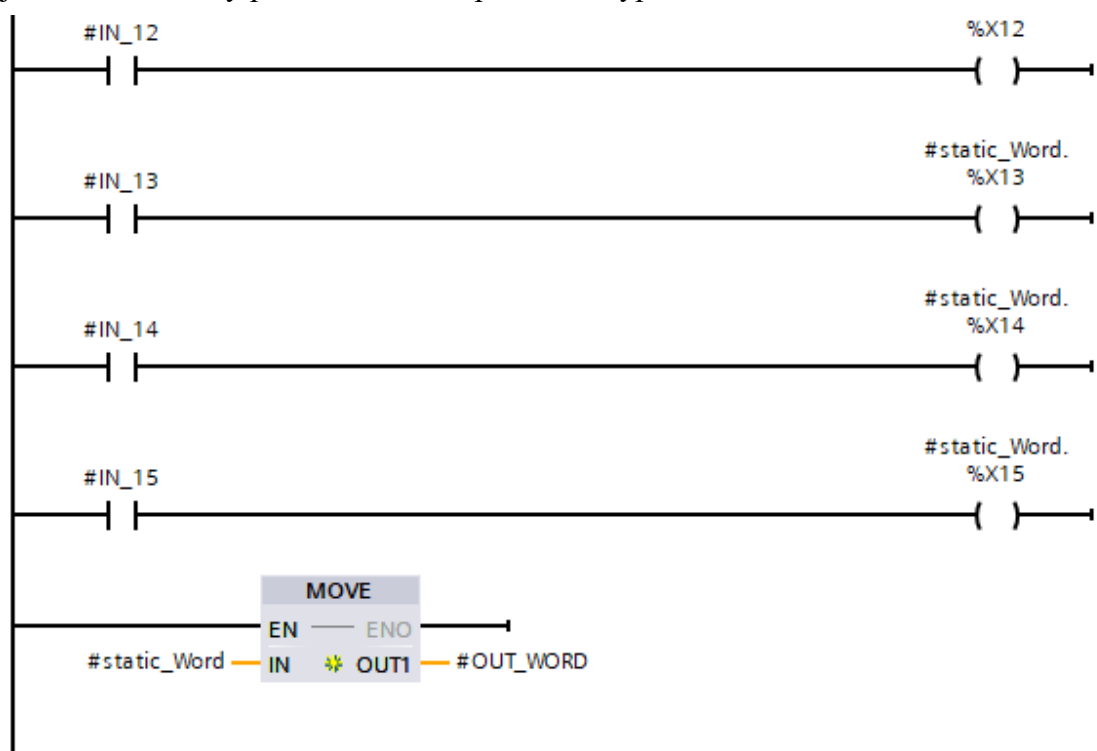 #IN_12
%X12
#static_Word.
#IN_13
%X13
#static_Word.
#IN_14
%X14
#static_Word.
#IN_15
%X15
MOVE
EN ENO
#static_Word IN OUT1 #OUT_WORD